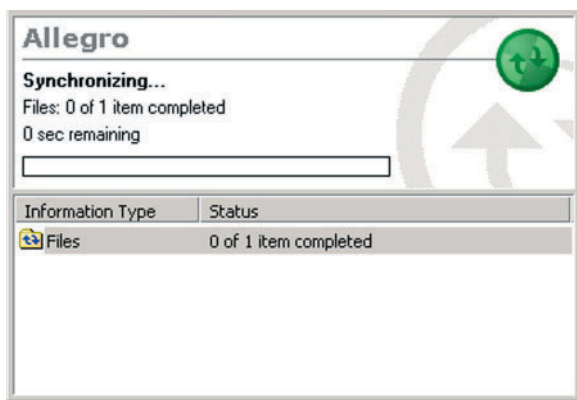 Allegro
Synchronizing...
Files: 0 of 1 item completed
0 sec remaining
Information Type Status
Files 0 of 1 item completed